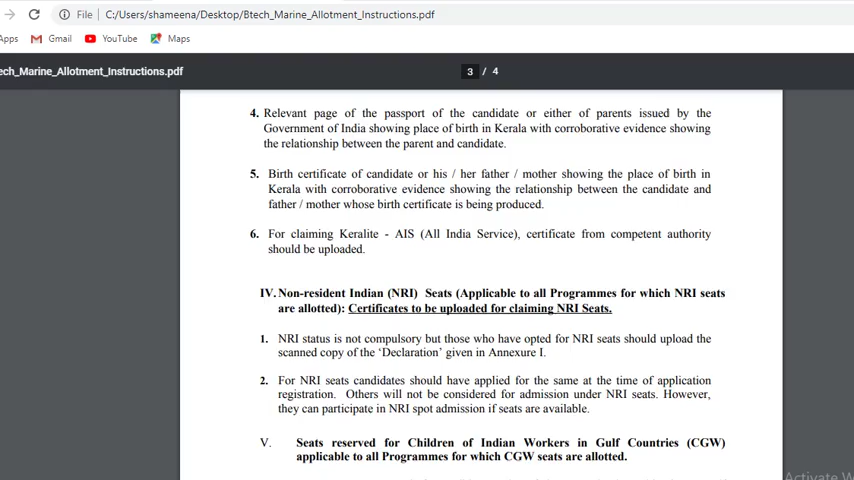 File | C:/Users/shameena/Desktop/Btech_Marine_Allotment_Instructions.pdf
Apps Gmail YouTube Maps
tech_Marine_Allotment_Instructions.pdf 3 / 4
4. Relevant page of the passport of the candidate or either of parents issued by the
Government of India showing place of birth in Kerala with corroborative evidence showing
the relationship between the parent and candidate.
5. Birth certificate of candidate or his / her father / mother showing the place of birth in
Kerala with corroborative evidence showing the relationship between the candidate and
father / mother whose birth certificate is being produced.
6. For claiming Keralite - AIS (All India Service), certificate from competent authority
should be uploaded.
IV. Non-resident Indian (NRI) Seats (Applicable to all Programmes for which NRI seats
are allotted): Certificates to be uploaded for claiming NRI Seats.
1. NRI status is not compulsory but those who have opted for NRI seats should upload the
scanned copy of the ‘Declaration’ given in Annexure I.
2. For NRI seats candidates should have applied for the same at the time of application
registration. Others will not be considered for admission under NRI seats. However,
they can participate in NRI spot admission if seats are available.
V. Seats reserved for Children of Indian Workers in Gulf Countries (CGW)
applicable to all Programmes for which CGW seats are allotted.
Activate W